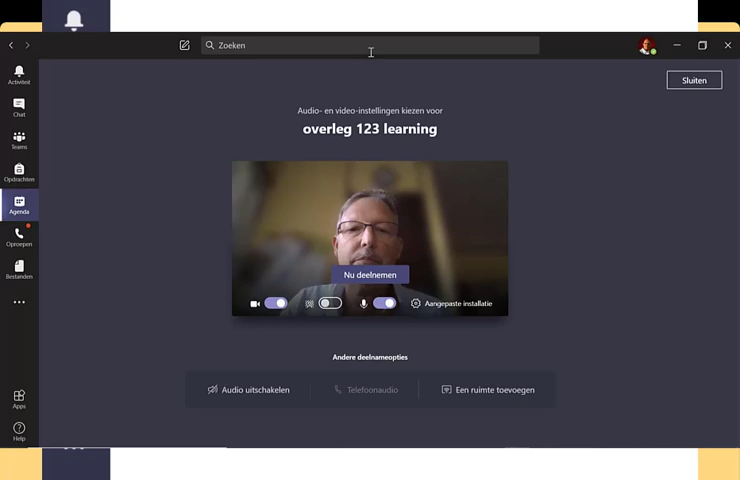 Zoeken
Activiteit
Chat
Teams
Opdrachten
Agenda
Oproepen
Bestanden
Apps
Help
Sluiten
Audio- en video-instellingen kiezen voor
overleg 123 learning
Nu deelnemen
Aangepaste installatie
Andere deelnameopties
Audio uitschakelen
Telefoonaudio
Een ruimte toevoegen